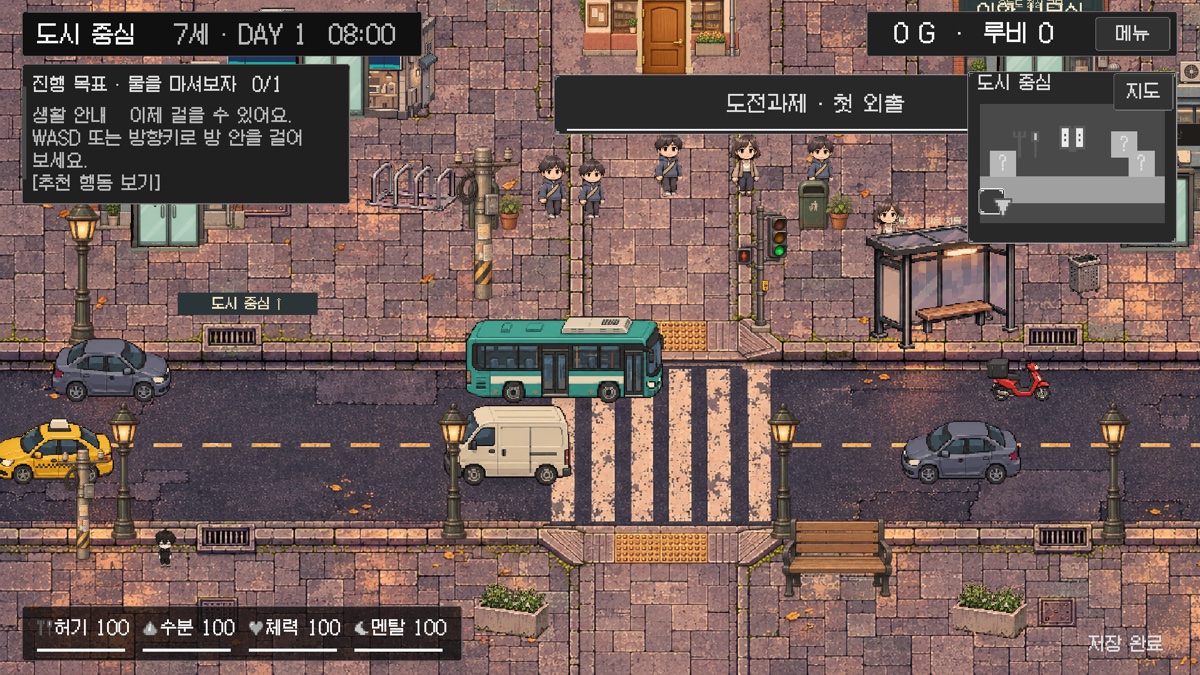 도시 중심 7세 · DAY 1 08:00
0 G · 루비 0
메뉴
진행 목표 · 물을 마셔보자 0/1
생활 안내 이제 걸을 수 있어요.
WASD 또는 방향키로 방 안을 걸어
보세요.
[추천 행동 보기]
도전과제 · 첫 외출
도시 중심
지도
?
?
?
도시 중심 1
허기 100 수분 100 체력 100 멘탈 100
저장 완료